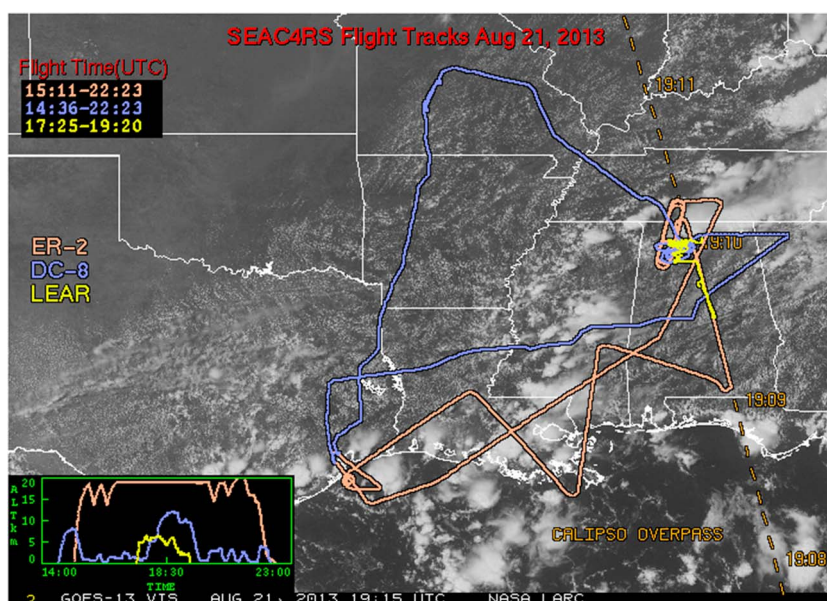 SEAC4RS Flight Tracks Aug 21, 2013
Flight Time(UTC)
15:11-22:23
14:36-22:23
17:25-19:20
19:11
ER-2
DC-8
LEAR
19:10
19:09
CALIPSO OVERPASS
19:08
ALTkm
20
15
10
5
0
14:00 18:30 23:00
TIME
2 GOES-13 VIS AUG 21, 2013 19:15 UTC NASA LARC